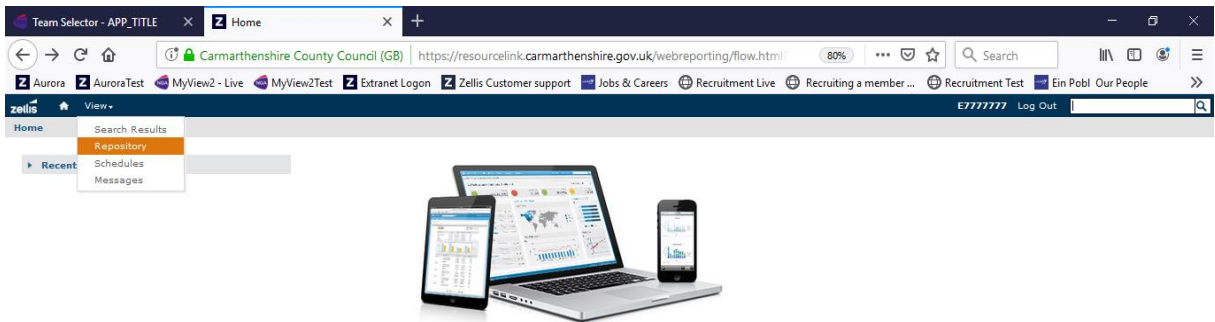 Team Selector - APP_TITLE
Z Home
Carmarthenshire County Council (GB) https://resourcelink.carmarthenshire.gov.uk/webreporting/flow.html 80% Search
Z Aurora Z AuroraTest MyView2 - Live MyView2Test Z Extranet Logon Z Zellis Customer support Jobs & Careers Recruitment Live Recruiting a member ... Recruitment Test Ein Pobl Our People
zellis View E7777777 Log Out
Home
Search Results
Repository
Recent
Schedules
Messages